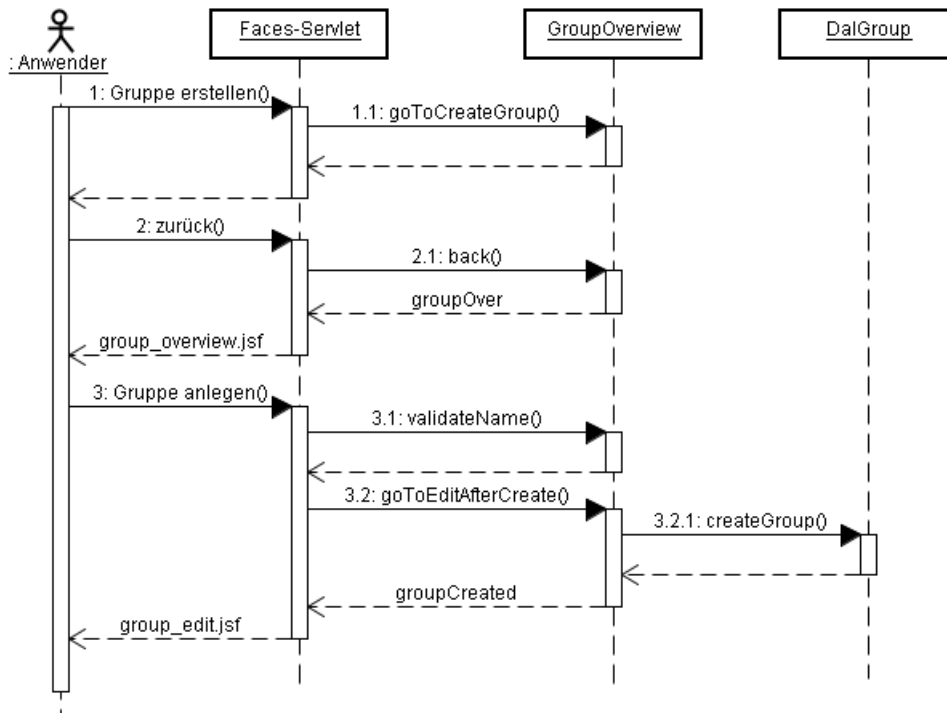 Faces-Servlet
GroupOverview
DalGroup
: Anwender
1: Gruppe erstellen()
1.1: goToCreateGroup()
2: zurück()
2.1: back()
groupOver
group_overview.jsf
3: Gruppe anlegen()
3.1: validateName()
3.2: goToEditAfterCreate()
3.2.1: createGroup()
groupCreated
group_edit.jsf